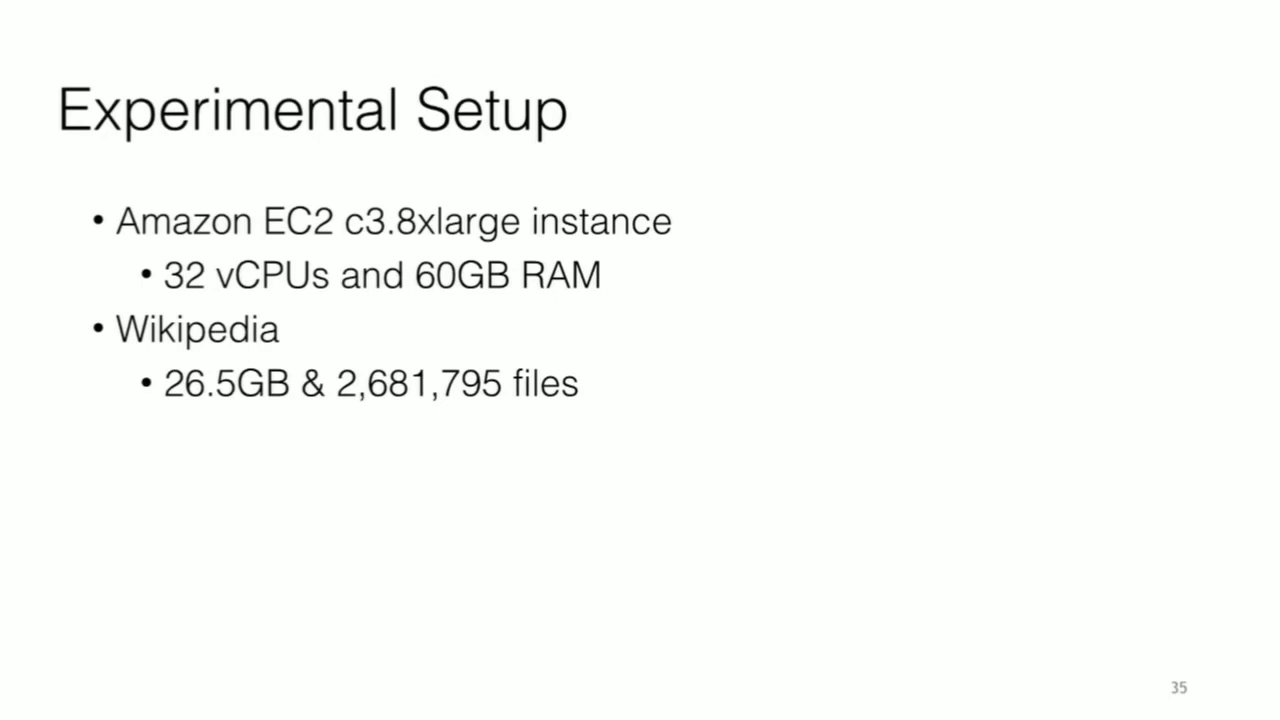 Experimental Setup
• Amazon EC2 c3.8xlarge instance
• 32 vCPUs and 60GB RAM
• Wikipedia
• 26.5GB & 2,681,795 files
35